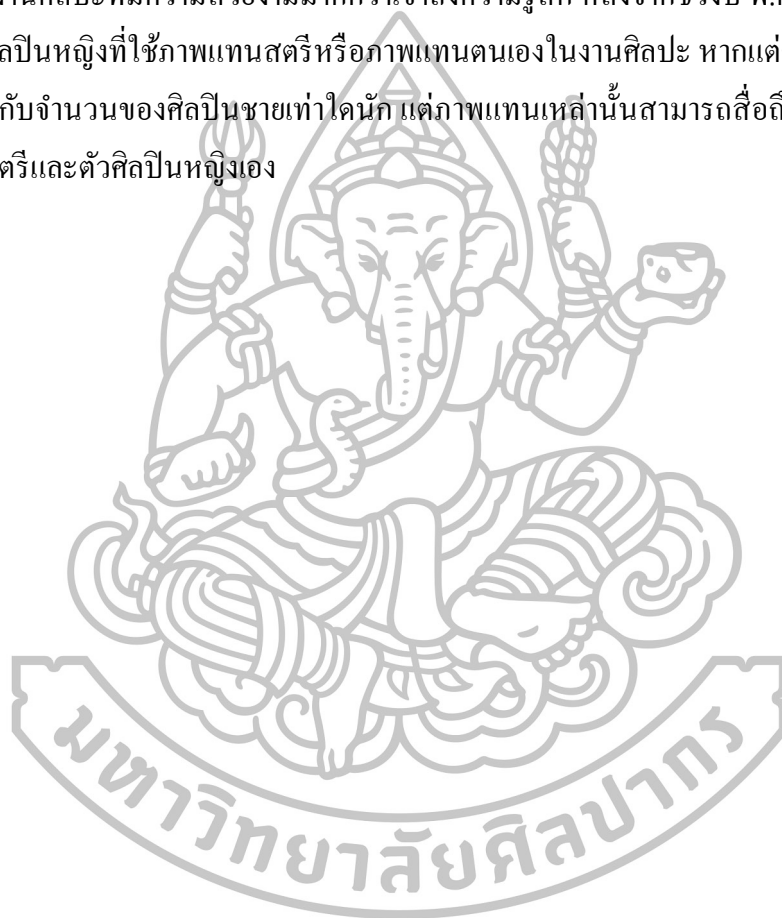 กับจำนวนของศิลปินชายเท่าใดนัก แต่ภาพแทนเหล่านั้นสามารถสื่อถึ
ลปินหญิงที่ใช้ภาพแทนสตรีหรือภาพแทนตนเองในงานศิลปะ หากแต่
ตรีและตัวศิลปินหญิงเอง
มหาวิทยาลัยศิลปากร